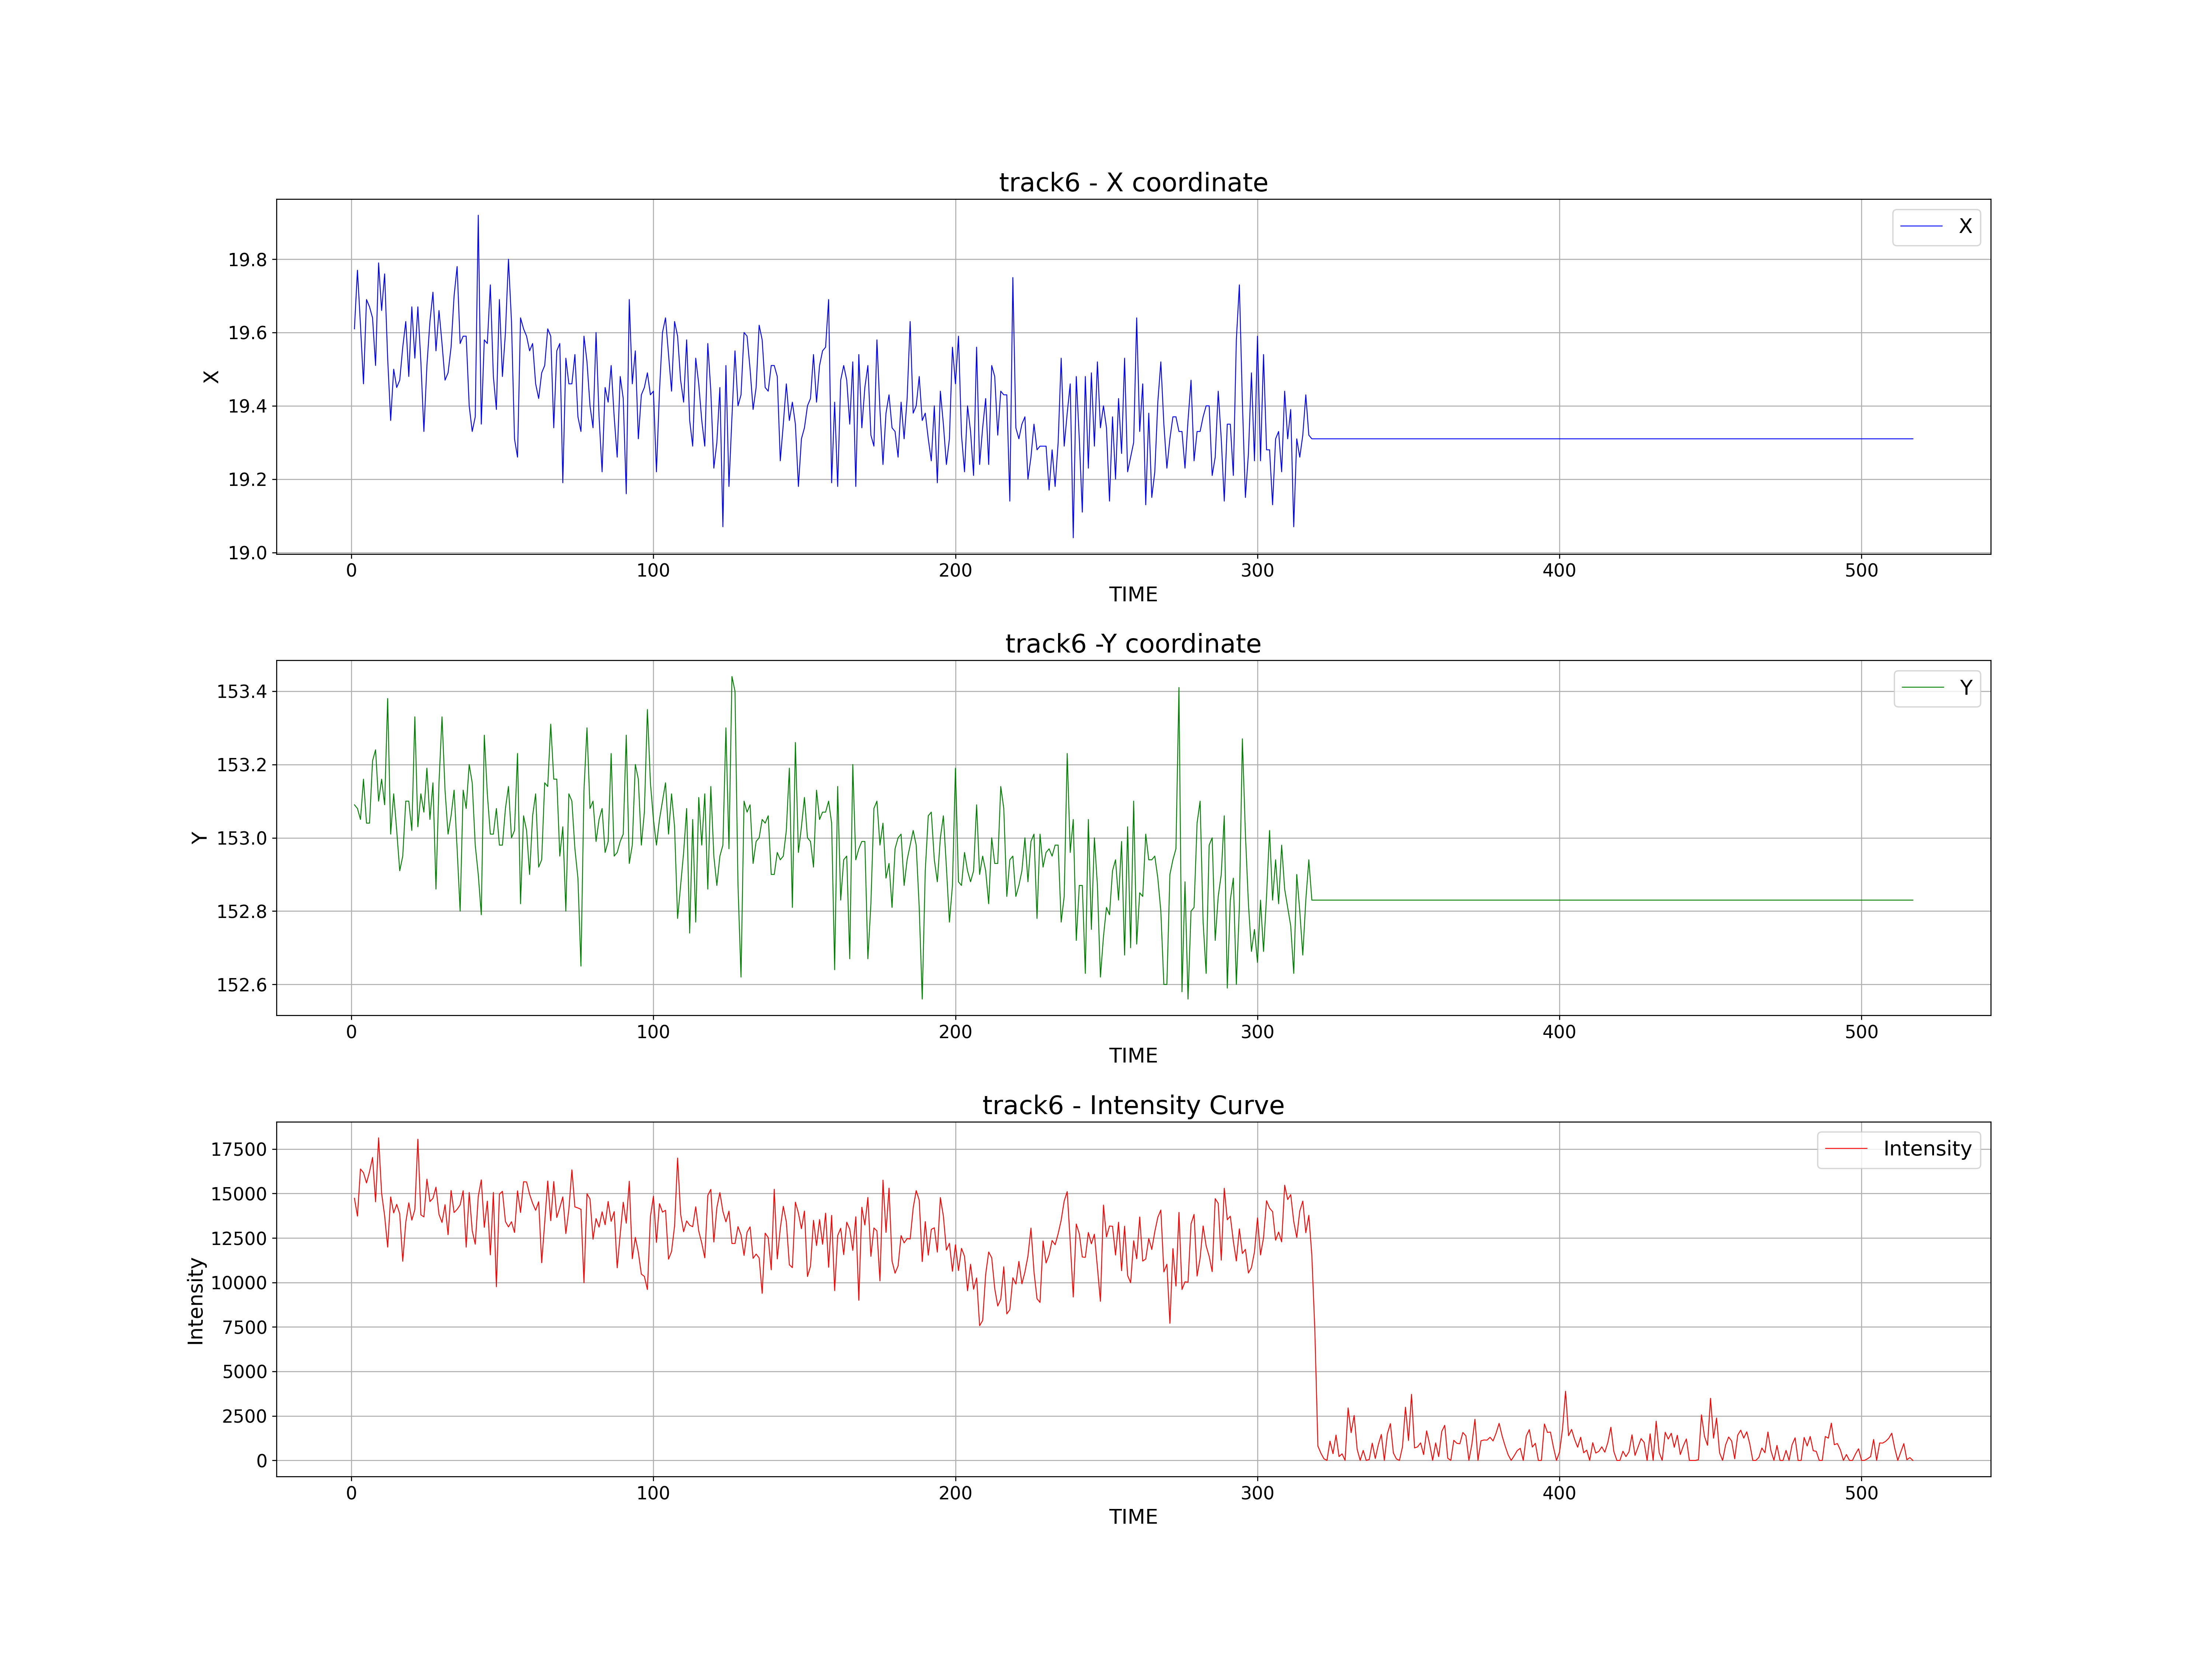 track6 - X coordinate
X
19.8
19.6
19.4
19.2
19.0
X
0 100 200 300 400 500
TIME
track6 -Y coordinate
Y
153.4
153.2
153.0
152.8
152.6
Y
0 100 200 300 400 500
TIME
track6 - Intensity Curve
Intensity
17500
15000
12500
10000
7500
5000
2500
0
Intensity
0 100 200 300 400 500
TIME